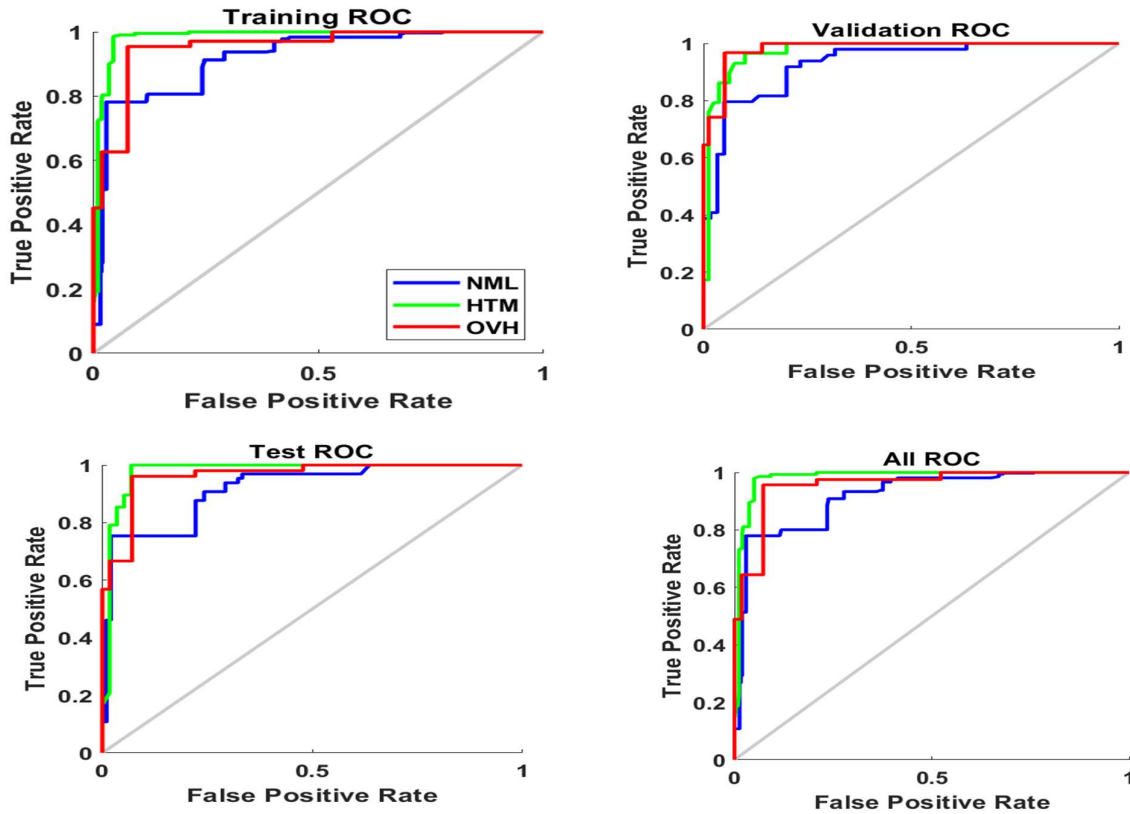 Training ROC
True Positive Rate
1
0.8
0.6
0.4
0.2
0
NML
HTM
OVH
0
0.5
1
False Positive Rate
Validation ROC
True Positive Rate
1
0.8
0.6
0.4
0.2
0
0
0.5
1
False Positive Rate
Test ROC
True Positive Rate
1
0.8
0.6
0.4
0.2
0
0
0.5
1
False Positive Rate
All ROC
True Positive Rate
1
0.8
0.6
0.4
0.2
0
0
0.5
1
False Positive Rate